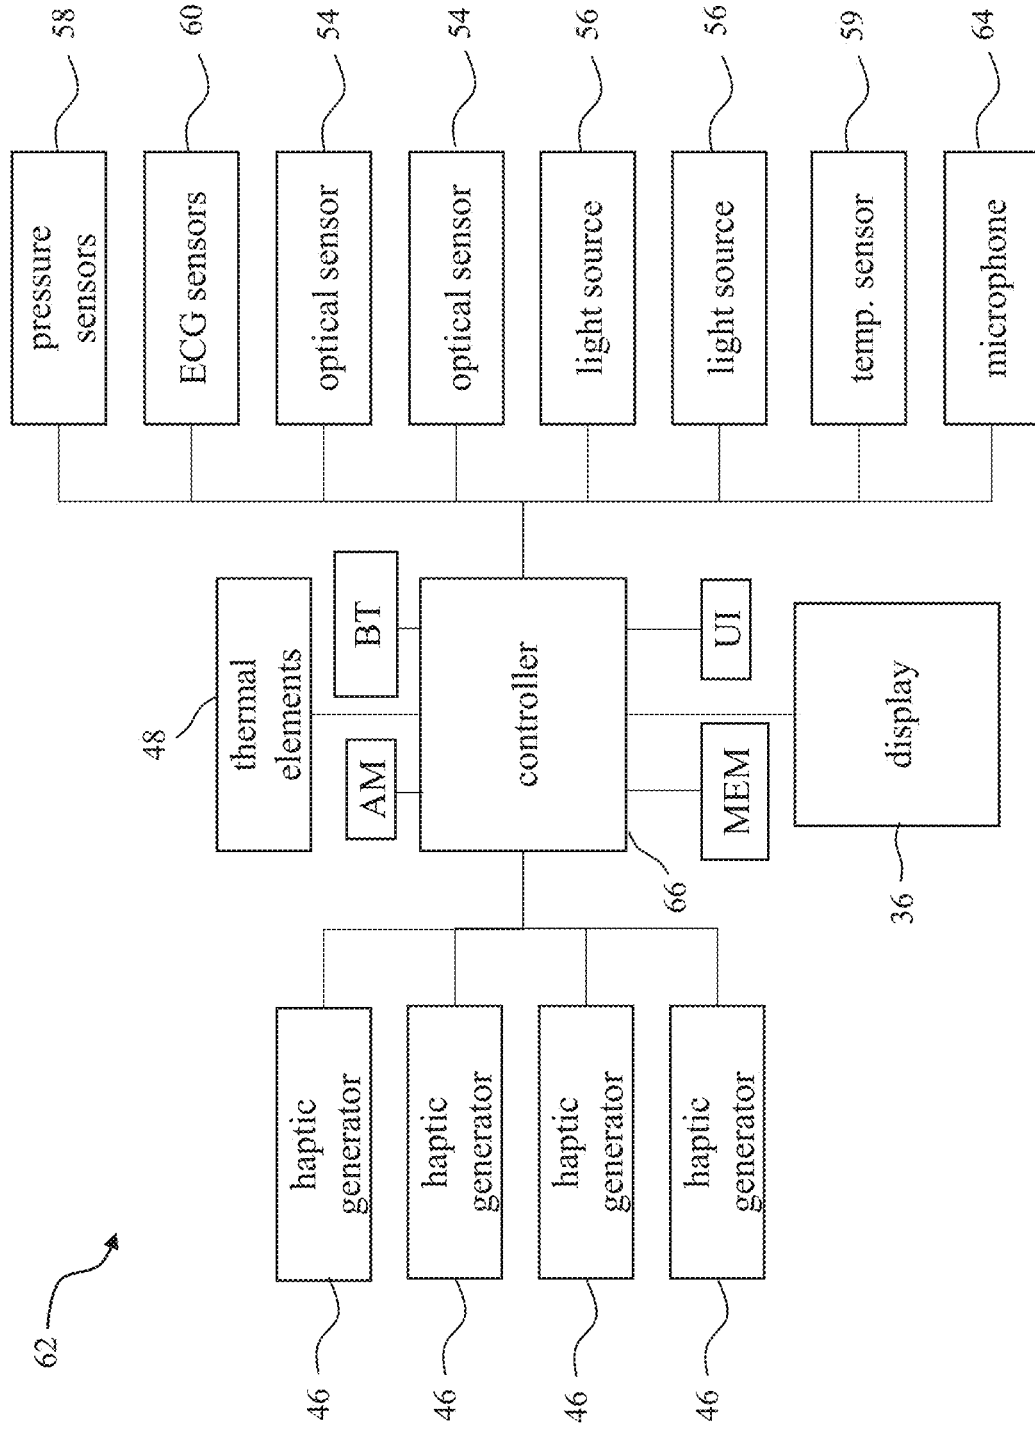 62
46
haptic
generator
46
haptic
generator
46
haptic
generator
46
haptic
generator
48
thermal
elements
AM
BT
controller
66
MEM
UI
36
display
pressure
sensors
58
ECG sensors
60
optical sensor
54
optical sensor
54
light source
56
light source
56
temp. sensor
59
microphone
64